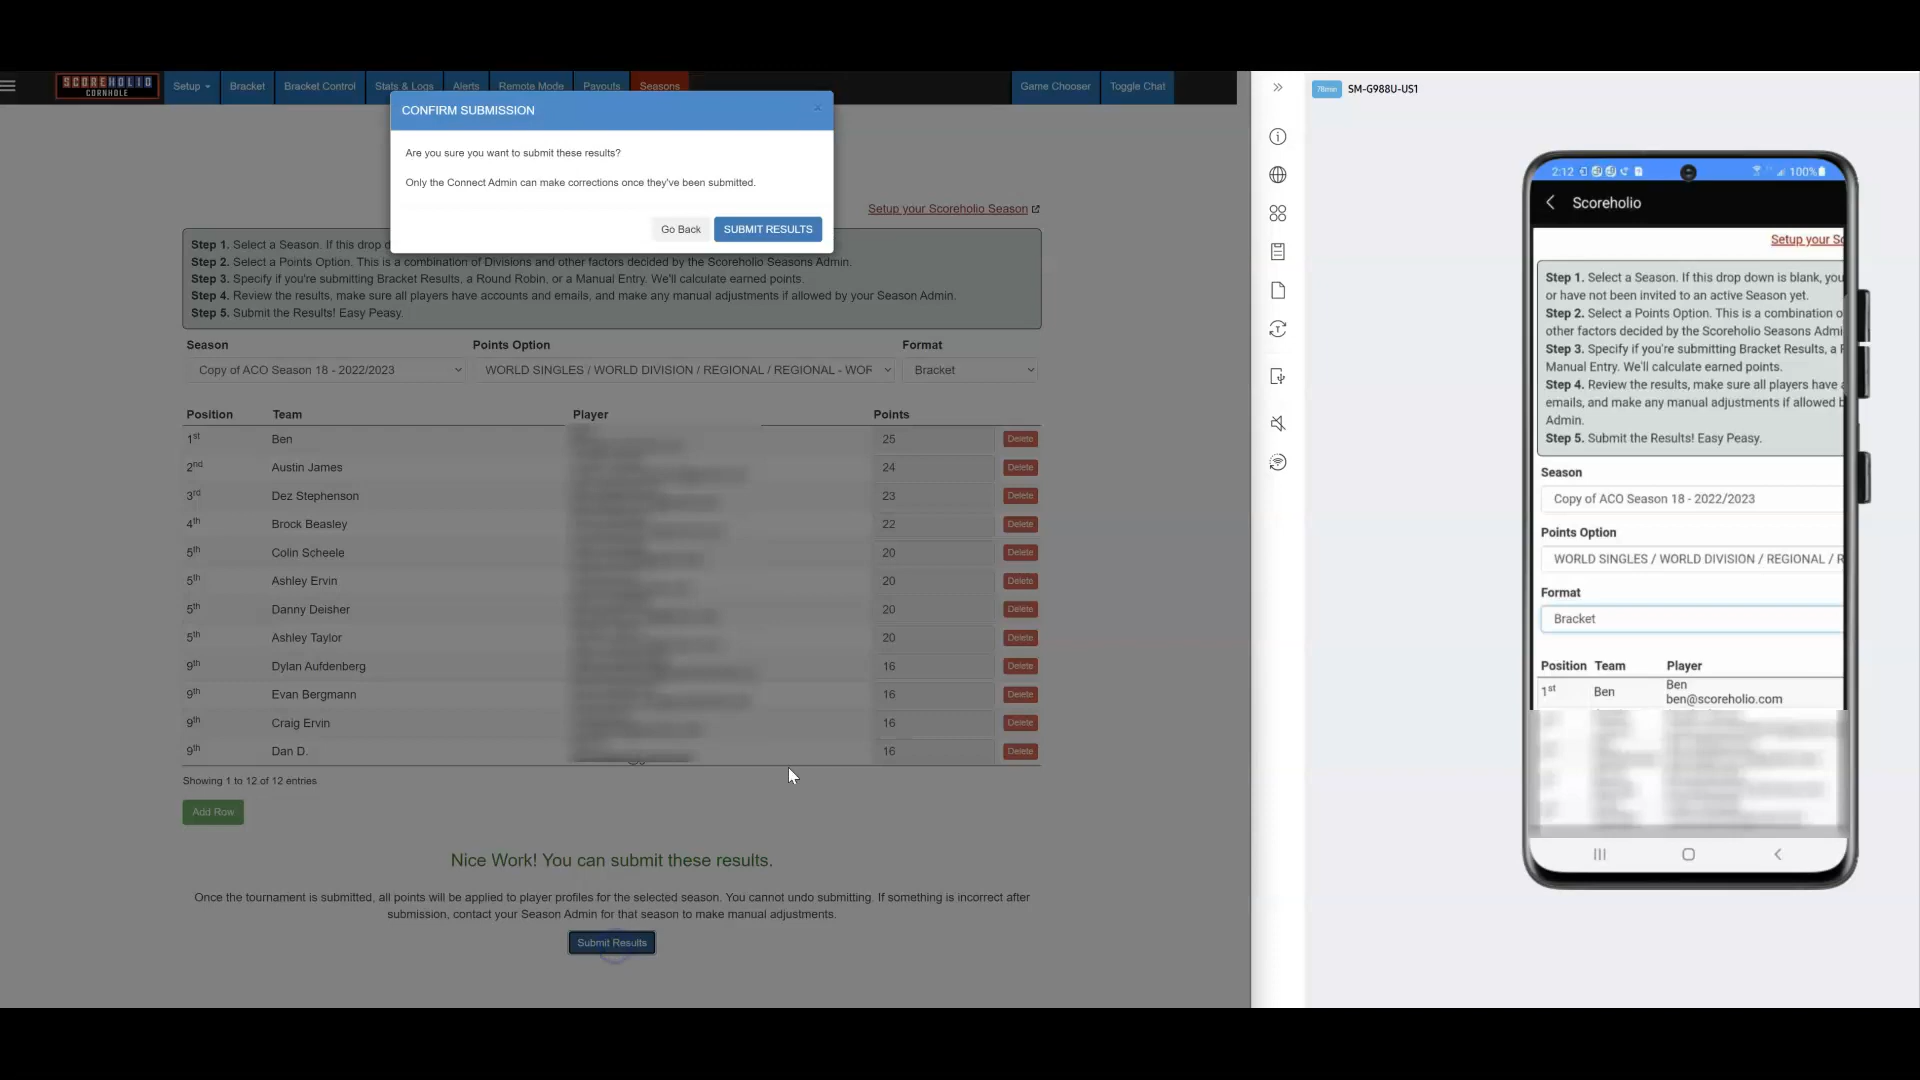 SCOREHOLIO
CORNHOLE
Setup
Bracket
Bracket Control
Stats & Logs
Alerts
Remote Mode
Payouts
Seasons
Game Chooser
Toggle Chat
CONFIRM SUBMISSION
×
Are you sure you want to submit these results?
Only the Connect Admin can make corrections once they've been submitted.
Go Back
SUBMIT RESULTS
Setup your Scoreholio Season
Step 1. Select a Season. If this drop d
Step 2. Select a Points Option. This is a combination of Divisions and other factors decided by the Scoreholio Seasons Admin.
Step 3. Specify if you're submitting Bracket Results, a Round Robin, or a Manual Entry. We'll calculate earned points.
Step 4. Review the results, make sure all players have accounts and emails, and make any manual adjustments if allowed by your Season Admin.
Step 5. Submit the Results! Easy Peasy.
Season Points Option Format
Copy of ACO Season 18 - 2022/2023 WORLD SINGLES / WORLD DIVISION / REGIONAL / REGIONAL - WOR Bracket
Position Team Player Points
1st Ben 25 Delete
2nd Austin James 24 Delete
3rd Dez Stephenson 23 Delete
4th Brock Beasley 22 Delete
5th Colin Scheele 20 Delete
5th Ashley Ervin 20 Delete
5th Danny Deisher 20 Delete
5th Ashley Taylor 20 Delete
9th Dylan Aufdenberg 16 Delete
9th Evan Bergmann 16 Delete
9th Craig Ervin 16 Delete
9th Dan D. 16 Delete
Showing 1 to 12 of 12 entries
Add Row
Nice Work! You can submit these results.
Once the tournament is submitted, all points will be applied to player profiles for the selected season. You cannot undo submitting. If something is incorrect after
submission, contact your Season Admin for that season to make manual adjustments.
Submit Results
78min SM-G988U-US1
2:12 100%
Scoreholio
Setup your Sc
Step 1. Select a Season. If this drop down is blank, you
or have not been invited to an active Season yet.
Step 2. Select a Points Option. This is a combination o
other factors decided by the Scoreholio Seasons Admi
Step 3. Specify if you're submitting Bracket Results, a F
Manual Entry. We'll calculate earned points.
Step 4. Review the results, make sure all players have a
emails, and make any manual adjustments if allowed b
Admin.
Step 5. Submit the Results! Easy Peasy.
Season
Copy of ACO Season 18 - 2022/2023
Points Option
WORLD SINGLES / WORLD DIVISION / REGIONAL / R
Format
Bracket
Position Team Player
1st Ben Ben
ben@scoreholio.com